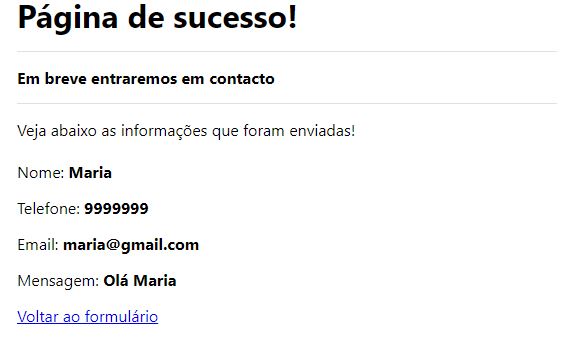 Página de sucesso!
Em breve entraremos em contacto
Veja abaixo as informações que foram enviadas!
Nome: Maria
Telefone: 9999999
Email: maria@gmail.com
Mensagem: Olá Maria
Voltar ao formulário